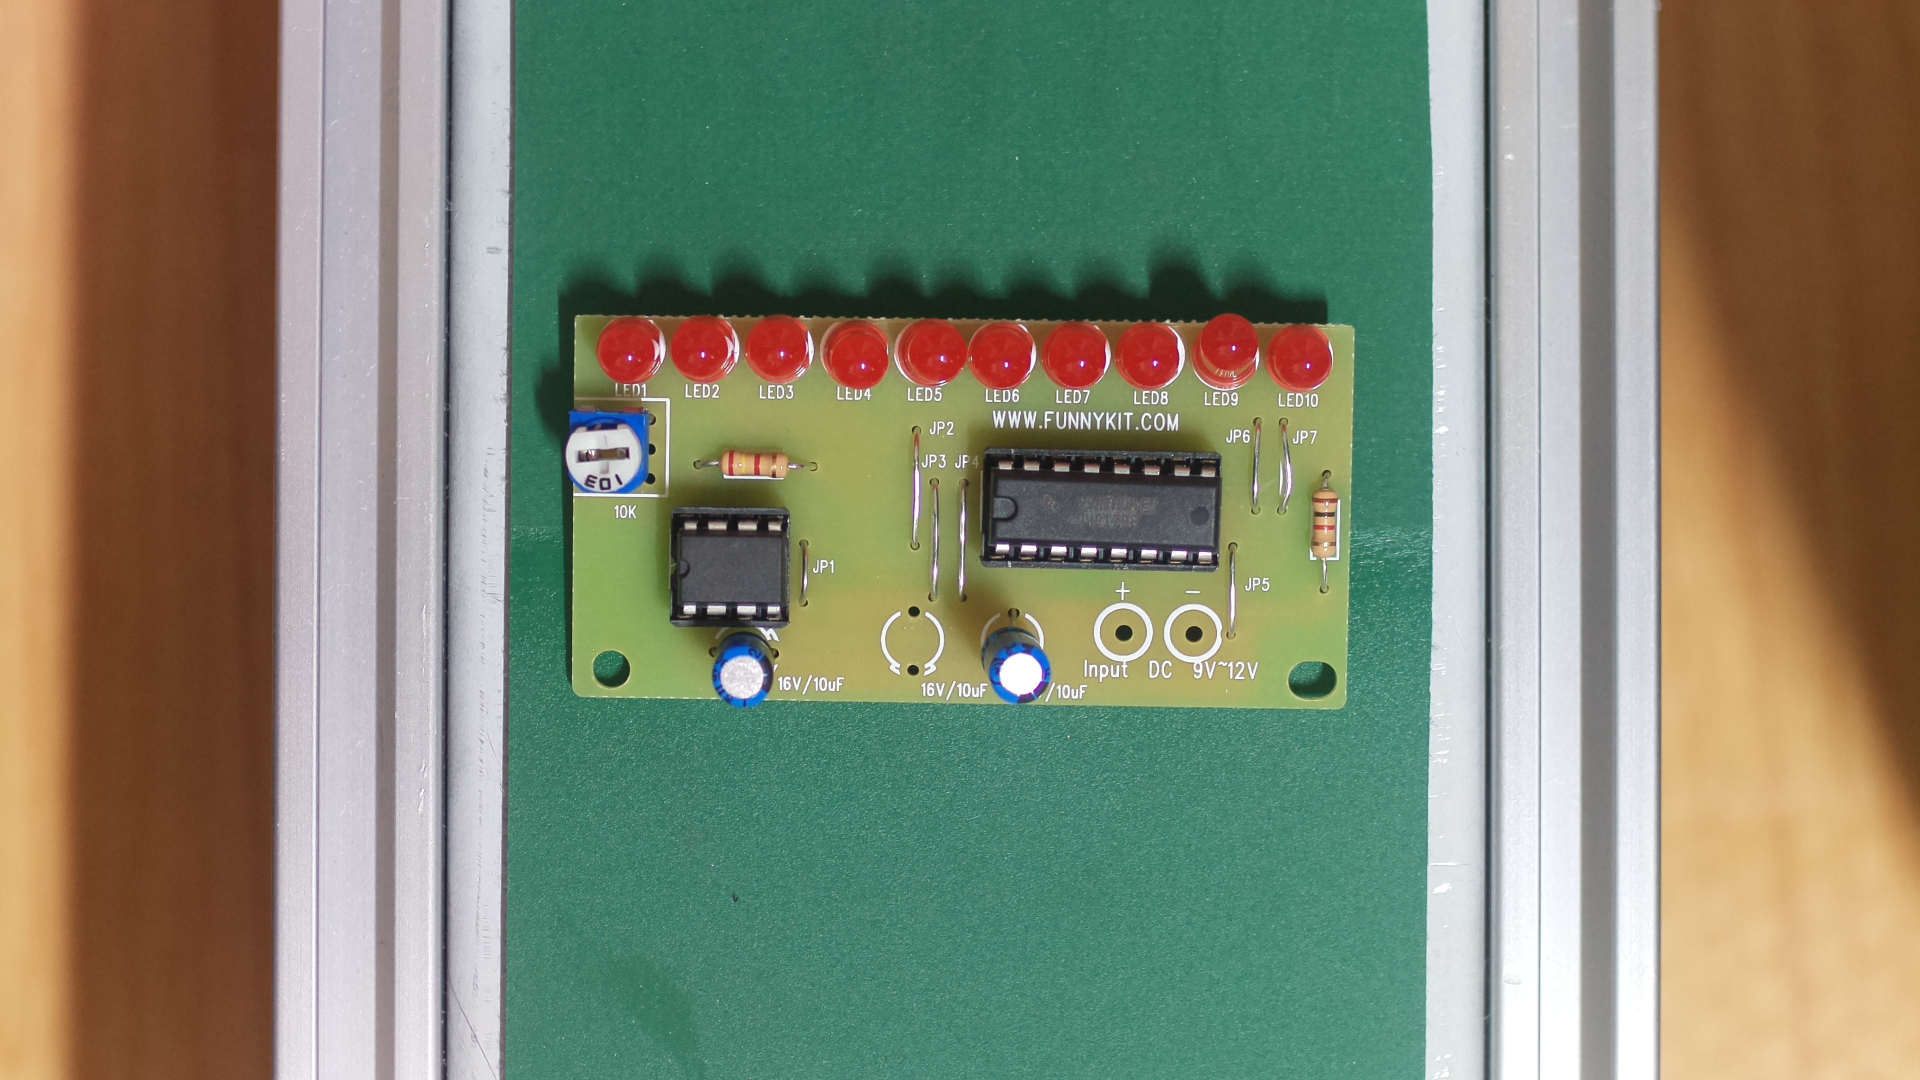 LED1 LED2 LED3 LED4 LED5 LED6 LED7 LED8 LED9 LED10
WWW.FUNNYKIT.COM
JP2
JP6 JP7
JP3 JP4
E01
10K
JP1
JP5
+ −
Input DC 9V~12V
16V/10uF 16V/10uF /10uF